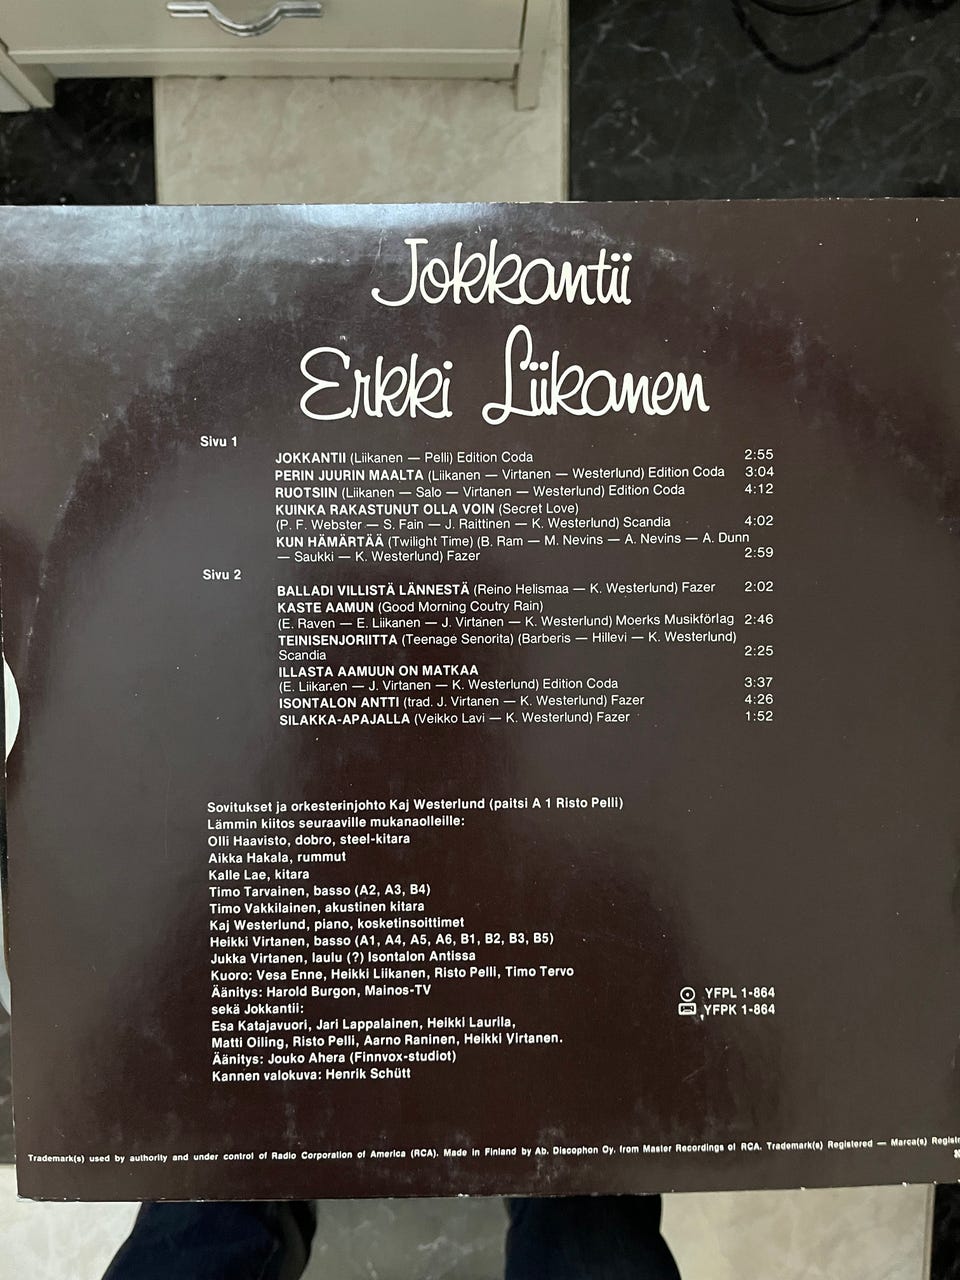 Jokkantii
Erkki Liikanen
Sivu 1
JOKKANTII (Liikanen — Pelli) Edition Coda 2:55
PERIN JUURIN MAALTA (Liikanen — Virtanen — Westerlund) Edition Coda 3:04
RUOTSIIN (Liikanen — Salo — Virtanen — Westerlund) Edition Coda 4:12
KUINKA RAKASTUNUT OLLA VOIN (Secret Love)
(P. F. Webster — S. Fain — J. Raittinen — K. Westerlund) Scandia 4:02
KUN HÄMÄRTÄÄ (Twilight Time) (B. Ram — M. Nevins — A. Nevins — A. Dunn
— Saukki — K. Westerlund) Fazer 2:59
Sivu 2
BALLADI VILLISTÄ LÄNNESTÄ (Reino Helismaa — K. Westerlund) Fazer 2:02
KASTE AAMUN (Good Morning Coutry Rain)
(E. Raven — E. Liikanen — J. Virtanen — K. Westerlund) Moerks Musikförlag 2:46
TEINISENJORIITTA (Teenage Senorita) (Barberis — Hillevi — K. Westerlund)
Scandia 2:25
ILLASTA AAMUUN ON MATKAA
(E. Liikanen — J. Virtanen — K. Westerlund) Edition Coda 3:37
ISONTALON ANTTI (trad. J. Virtanen — K. Westerlund) Fazer 4:26
SILAKKA-APAJALLA (Veikko Lavi — K. Westerlund) Fazer 1:52
Sovitukset ja orkesterinjohto Kaj Westerlund (paitsi A 1 Risto Pelli)
Lämmin kiitos seuraaville mukanaolleille:
Olli Haavisto, dobro, steel-kitara
Aikka Hakala, rummut
Kalle Lae, kitara
Timo Tarvainen, basso (A2, A3, B4)
Timo Vakkilainen, akustinen kitara
Kaj Westerlund, piano, kosketinsoittimet
Heikki Virtanen, basso (A1, A4, A5, A6, B1, B2, B3, B5)
Jukka Virtanen, laulu (?) Isontalon Antissa
Kuoro: Vesa Enne, Heikki Liikanen, Risto Pelli, Timo Tervo
Äänitys: Harold Burgon, Mainos-TV
sekä Jokkantii:
Esa Katajavuori, Jari Lappalainen, Heikki Laurila,
Matti Oiling, Risto Pelli, Aarno Raninen, Heikki Virtanen.
Äänitys: Jouko Ahera (Finnvox-studiot)
Kannen valokuva: Henrik Schütt
YFPL 1-864
YFPK 1-864
Trademark(s) used by authority and under control of Radio Corporation of America (RCA). Made in Finland by Ab. Discophon Oy. from Master Recordings of RCA. Trademark(s) Registered — Marca(s)